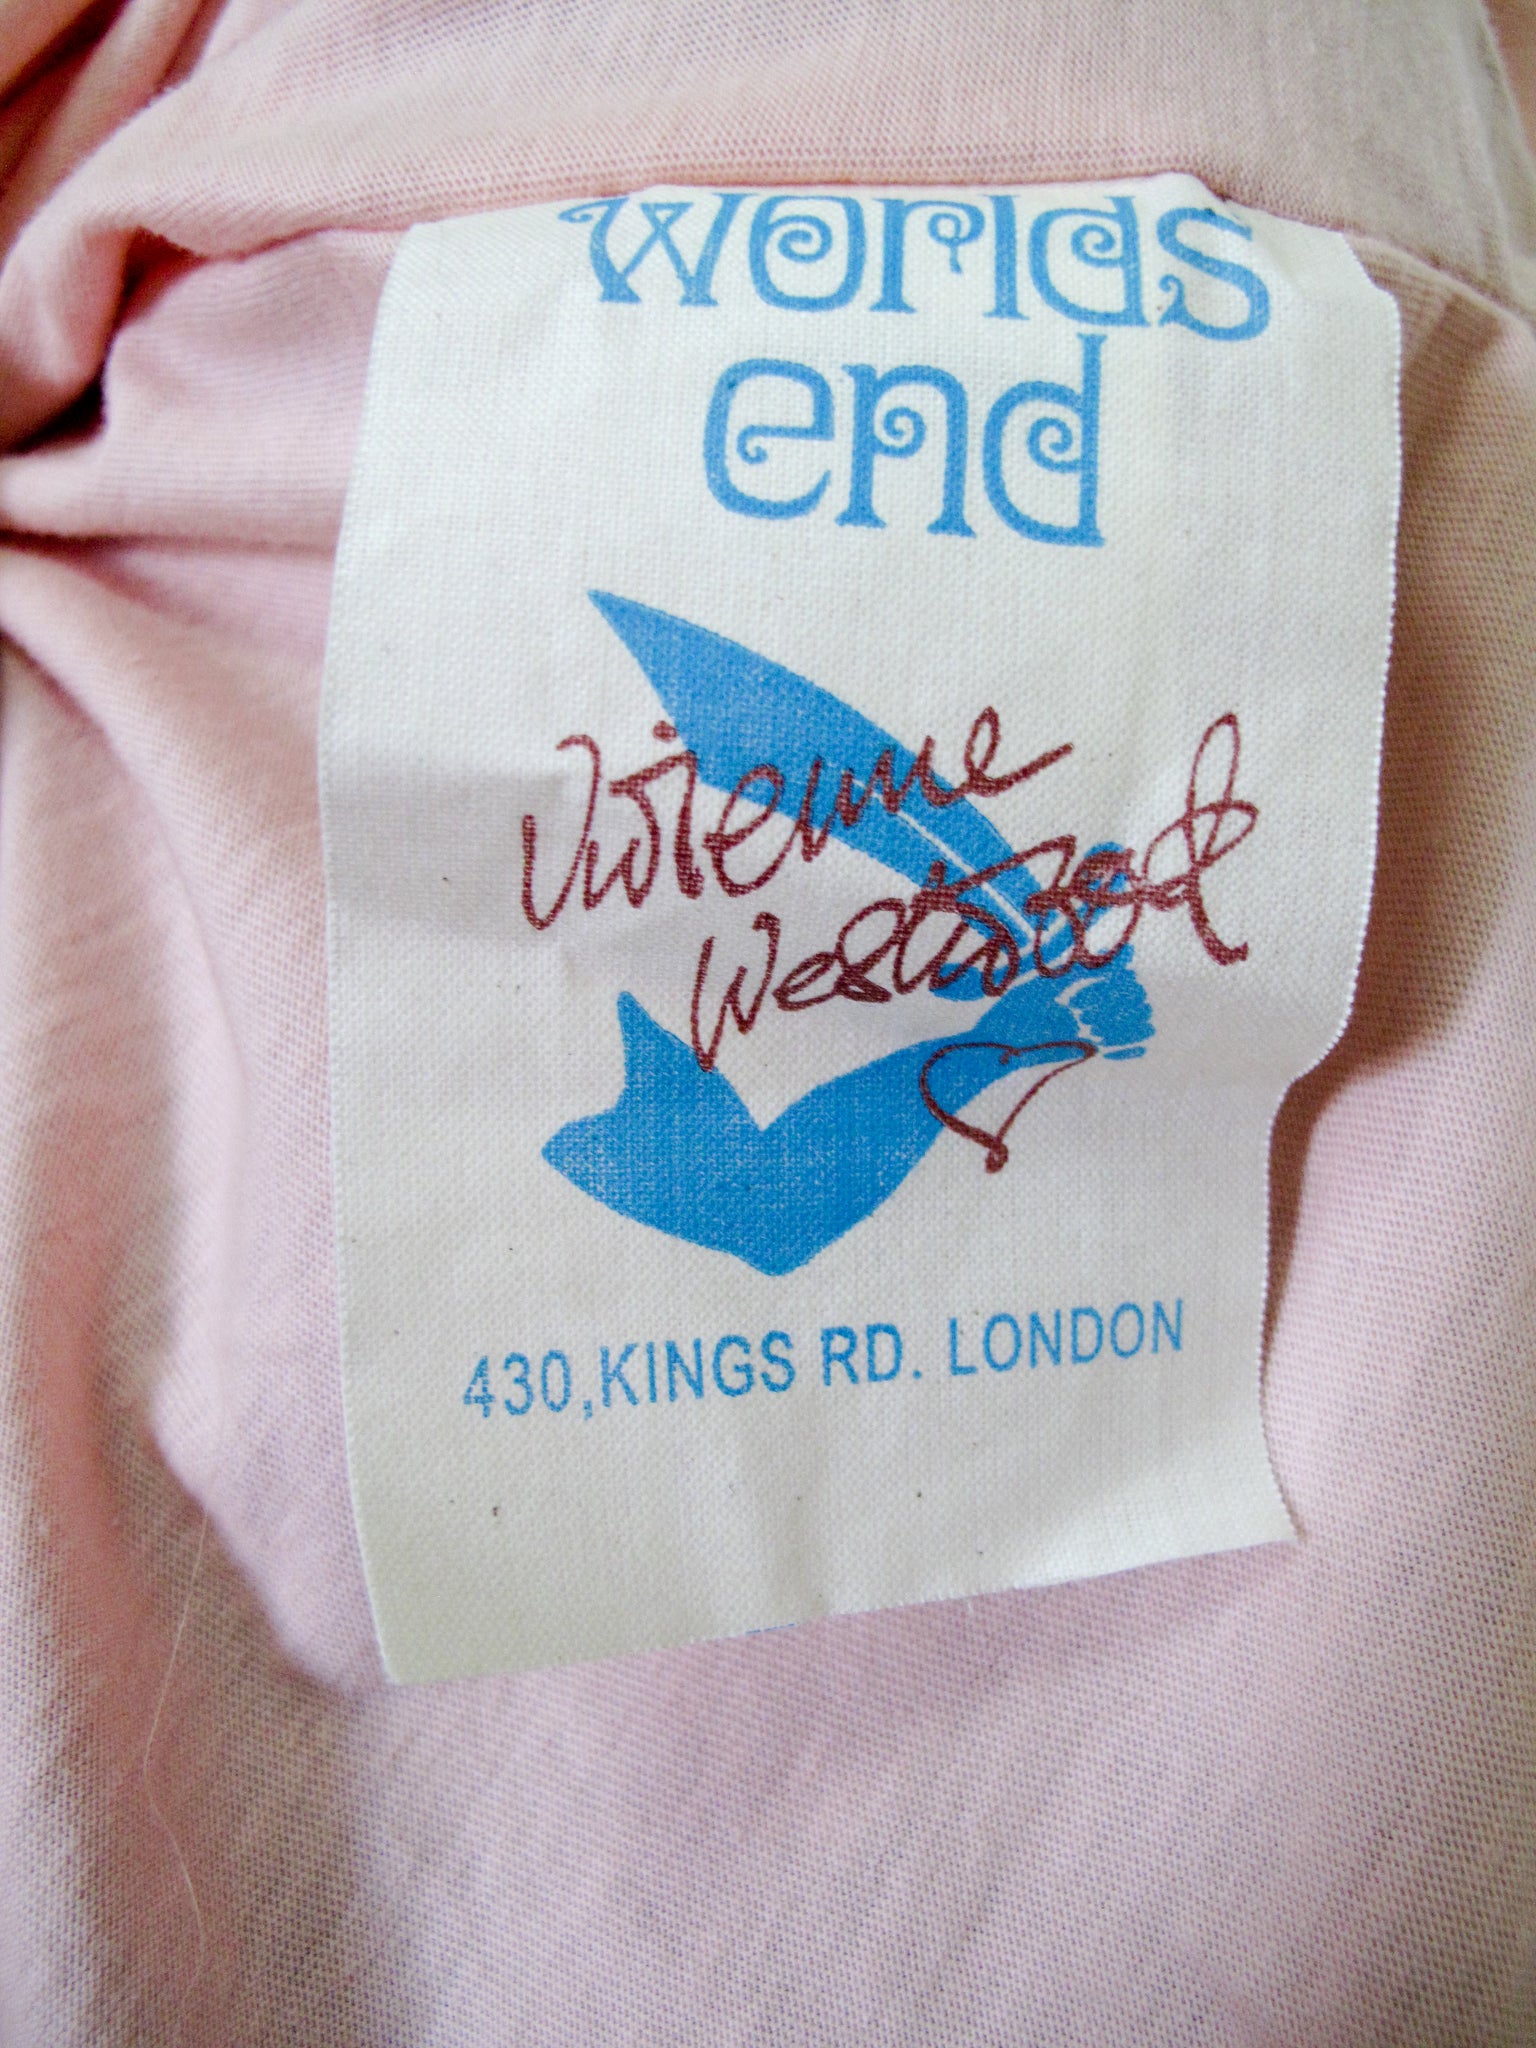 worlds
end
Vivienne
Westwood
430,KINGS RD. LONDON